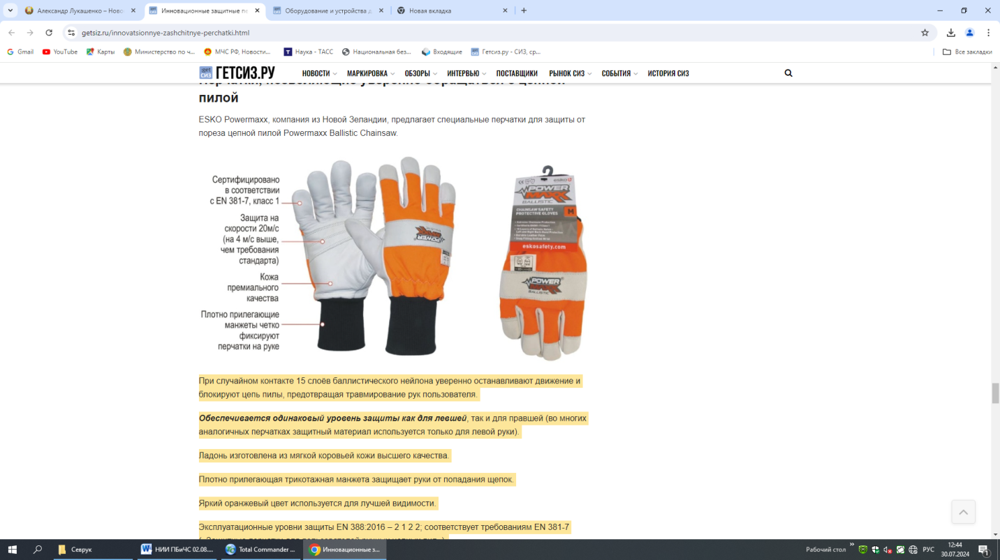 Александр Лукашенко – Ново
Инновационные защитные пе
Оборудование и устройства д
Новая вкладка
getsiz.ru/innovatsionnye-zashchitnye-perchatki.html
Gmail
YouTube
Карты
Министерство по ч...
МЧС РФ, Новости...
Наука - ТАСС
Национальная без...
Входящие
Гетсиз.ру - СИЗ, ср...
Все закладки
get СИЗ ГЕТСИЗ.РУ
НОВОСТИ МАРКИРОВКА ОБЗОРЫ ИНТЕРВЬЮ ПОСТАВЩИКИ РЫНОК СИЗ СОБЫТИЯ ИСТОРИЯ СИЗ
Перчатки, позволяющие уверенно обращаться с цепной
пилой
ESKO Powermaxx, компания из Новой Зеландии, предлагает специальные перчатки для защиты от
пореза цепной пилой Powermaxx Ballistic Chainsaw.
Сертифицировано
в соответствии
с EN 381-7, класс 1
Защита на
скорости 20м/с
(на 4 м/с выше,
чем требования
стандарта)
Кожа
премиального
качества
Плотно прилегающие
манжеты четко
фиксируют
перчатки на руке
POWER
MAXX
BALLISTIC
CHAINSAW SAFETY
PROTECTIVE GLOVES
M
eskosafety.com
POWER
MAXX
BALLISTIC
При случайном контакте 15 слоёв баллистического нейлона уверенно останавливают движение и
блокируют цепь пилы, предотвращая травмирование рук пользователя.
Обеспечивается одинаковый уровень защиты как для левшей, так и для правшей (во многих
аналогичных перчатках защитный материал используется только для левой руки).
Ладонь изготовлена из мягкой коровьей кожи высшего качества.
Плотно прилегающая трикотажная манжета защищает руки от попадания щепок.
Яркий оранжевый цвет используется для лучшей видимости.
Эксплуатационные уровни защиты EN 388:2016 – 2 1 2 2; соответствует требованиям EN 381-7
Севрук
НИИ ПБиЧС 02.08....
Total Commander ...
Инновационные з...
Рабочий стол
РУС
12:44
30.07.2024
1